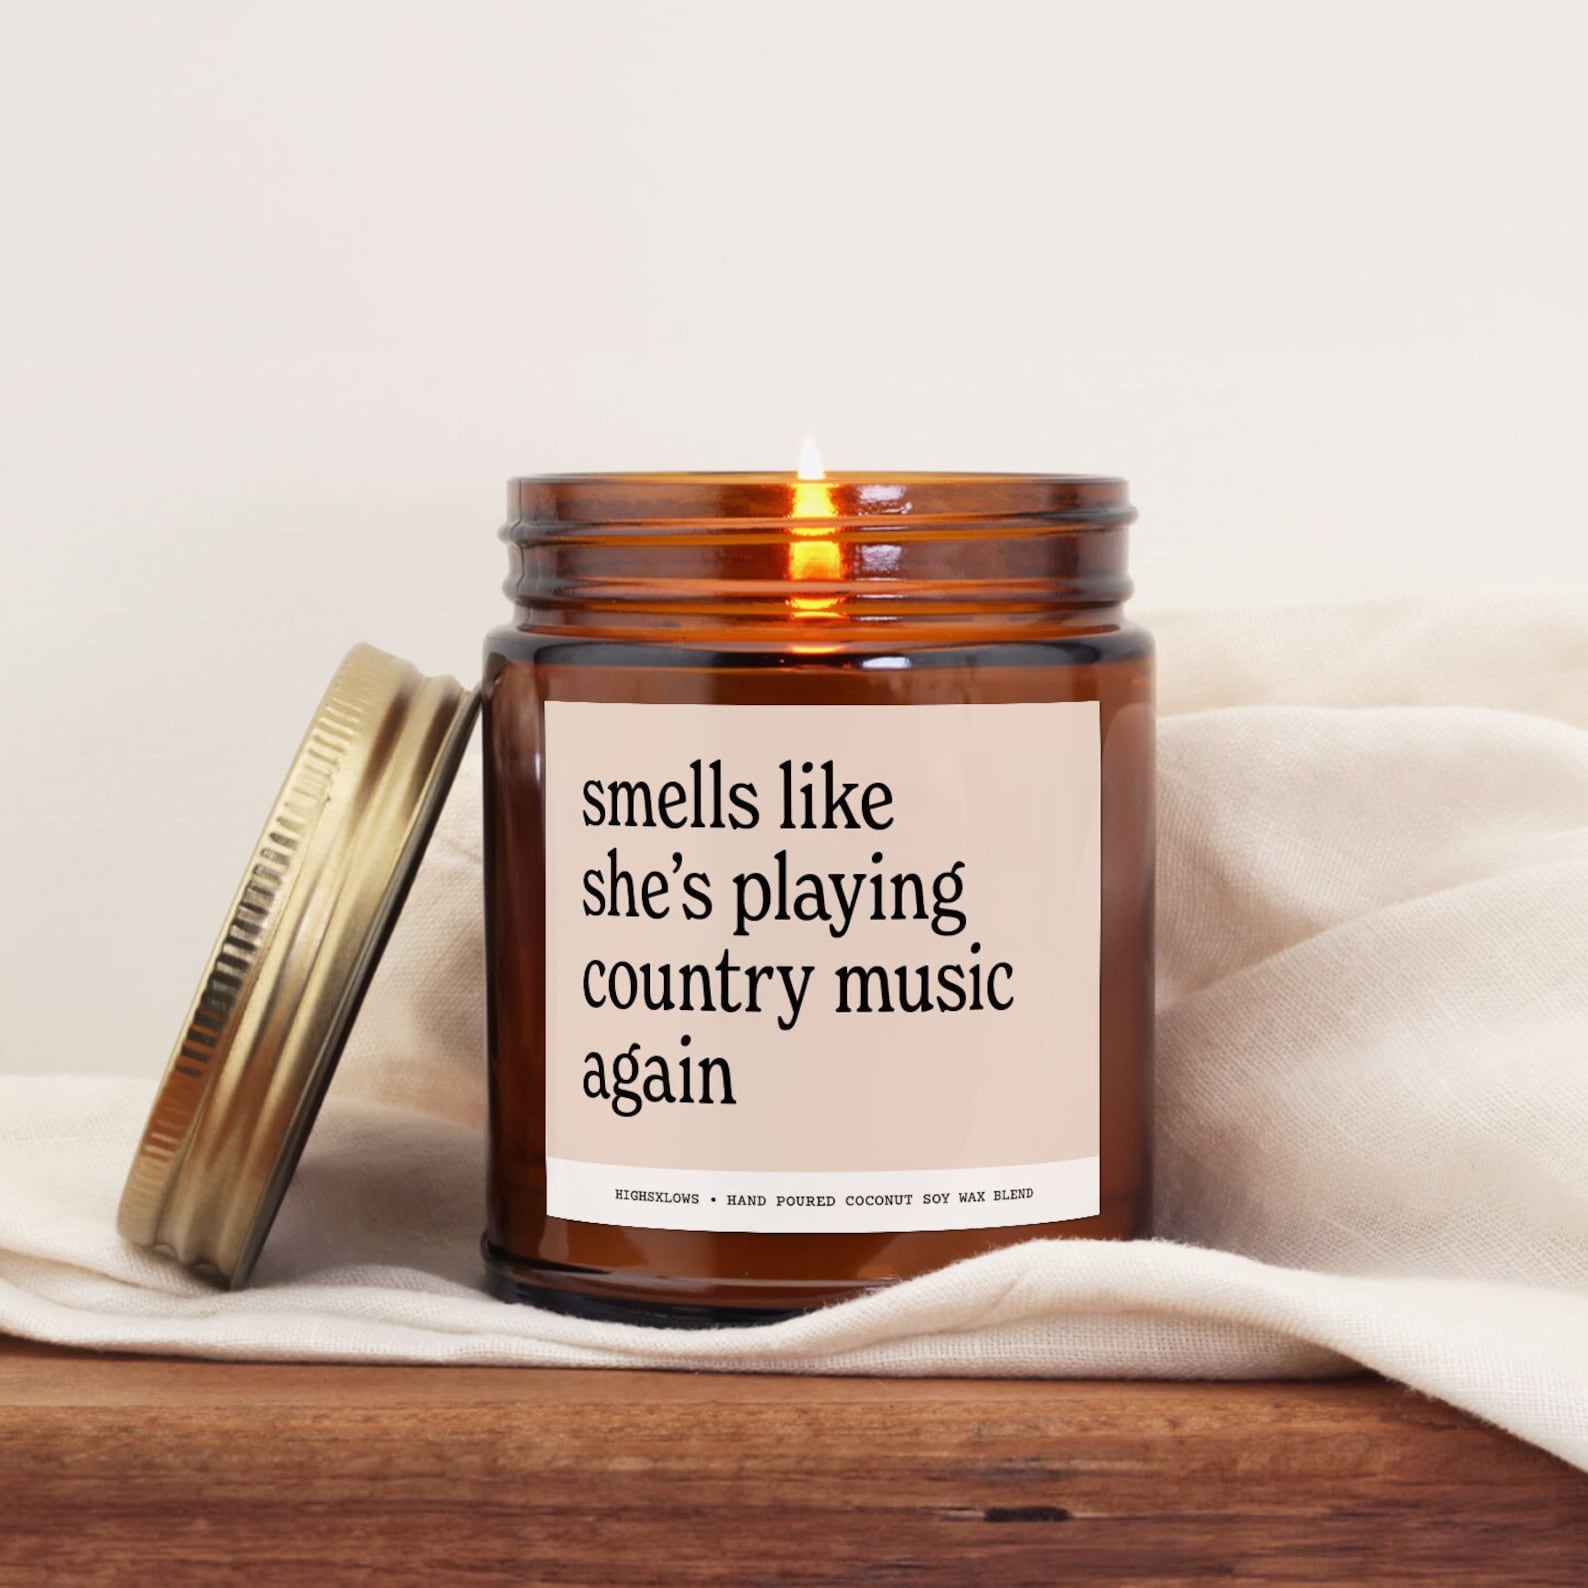 smells like
she's playing
country music
again
HIGHSXLOWS • HAND POURED COCONUT SOY WAX BLEND